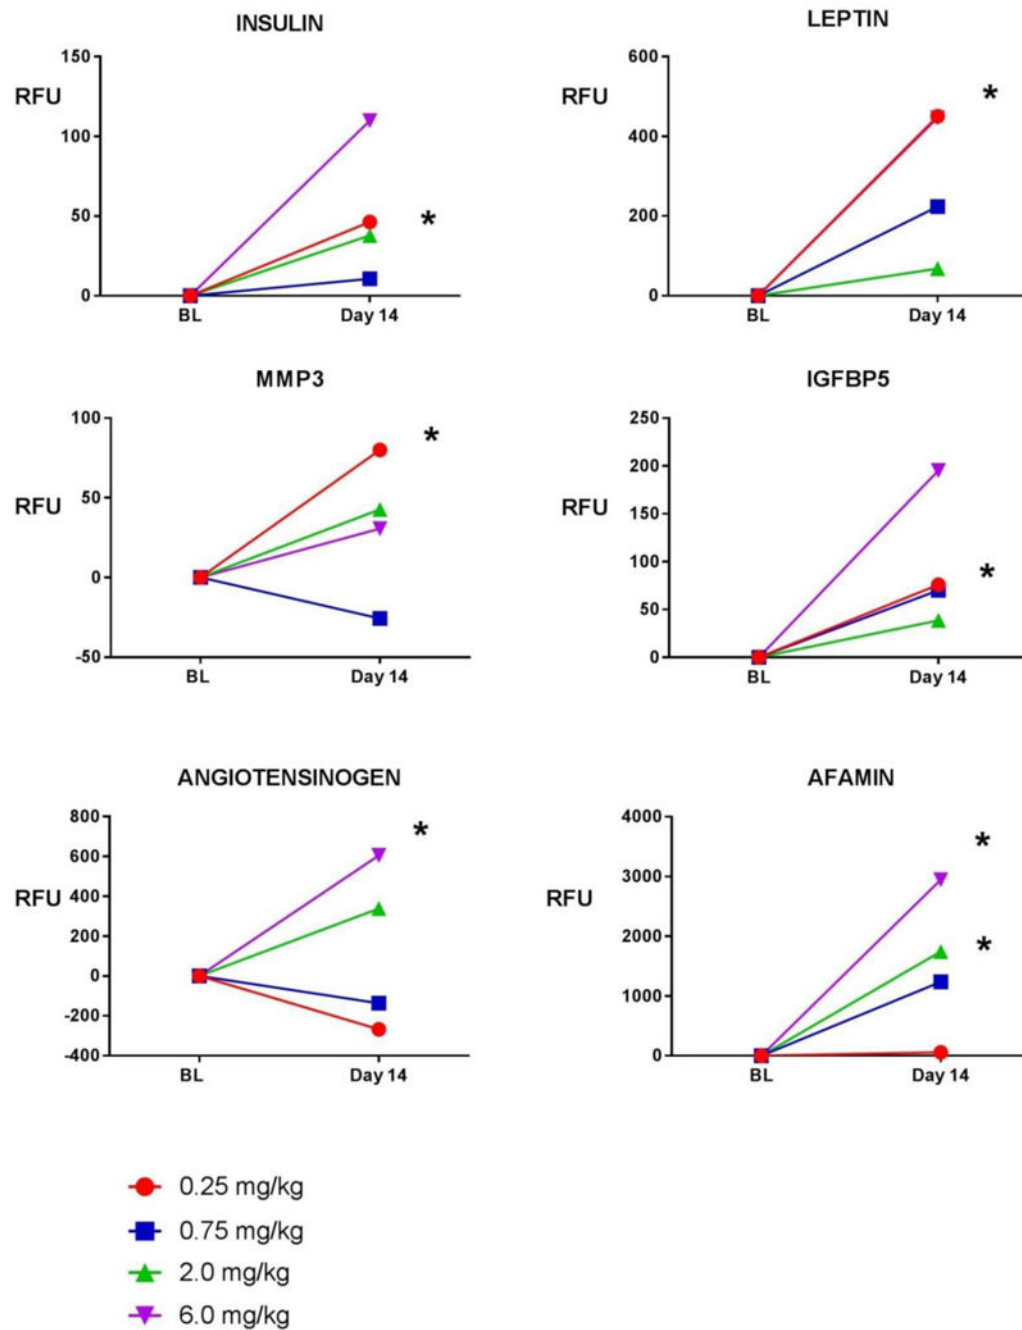 INSULIN
RFU
150
100
50
0
BL Day 14
*
LEPTIN
RFU
600
400
200
0
BL Day 14
*
MMP3
RFU
100
50
0
-50
BL Day 14
*
IGFBP5
RFU
250
200
150
100
50
0
BL Day 14
*
ANGIOTENSINOGEN
RFU
800
600
400
200
0
-200
-400
BL Day 14
*
AFAMIN
RFU
4000
3000
2000
1000
0
BL Day 14
*
*
0.25 mg/kg
0.75 mg/kg
2.0 mg/kg
6.0 mg/kg